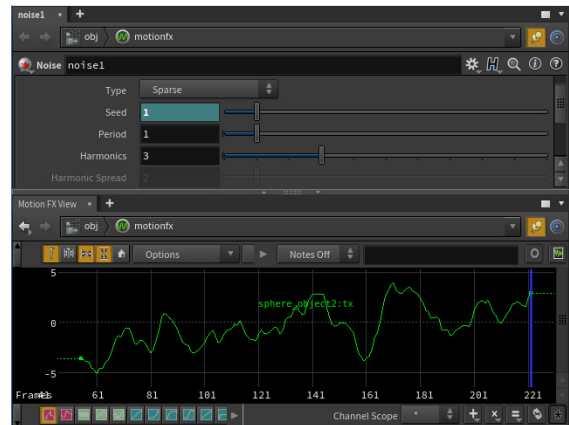 noise1 × +
obj motionfx
Noise noise1
Type Sparse
Seed 1
Period 1
Harmonics 3
Harmonic Spread 2
Motion FX View × +
obj motionfx
Options Notes Off
5
sphere_object2:tx
0
-5
Frames 61 81 101 121 141 161 181 201 221
Channel Scope *